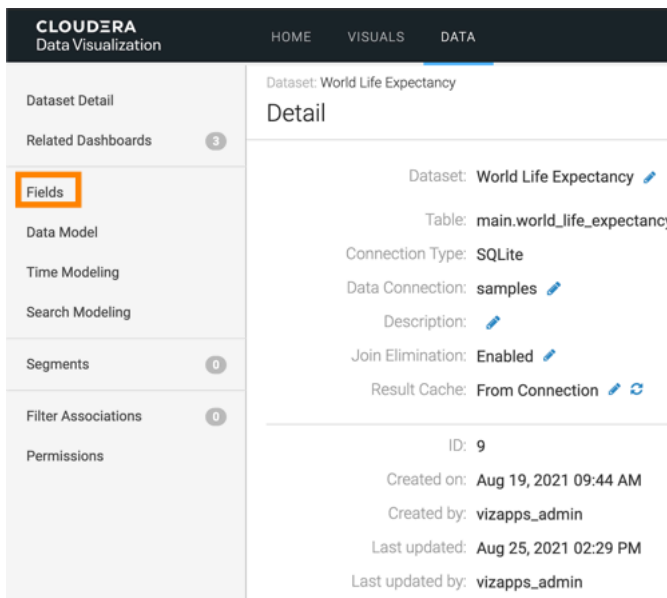 CLOUDERA
Data Visualization
HOME VISUALS DATA
Dataset Detail
Related Dashboards 3
Fields
Data Model
Time Modeling
Search Modeling
Segments 0
Filter Associations 0
Permissions
Dataset: World Life Expectancy
Detail
Dataset: World Life Expectancy
Table: main.world_life_expectancy
Connection Type: SQLite
Data Connection: samples
Description:
Join Elimination: Enabled
Result Cache: From Connection
ID: 9
Created on: Aug 19, 2021 09:44 AM
Created by: vizapps_admin
Last updated: Aug 25, 2021 02:29 PM
Last updated by: vizapps_admin